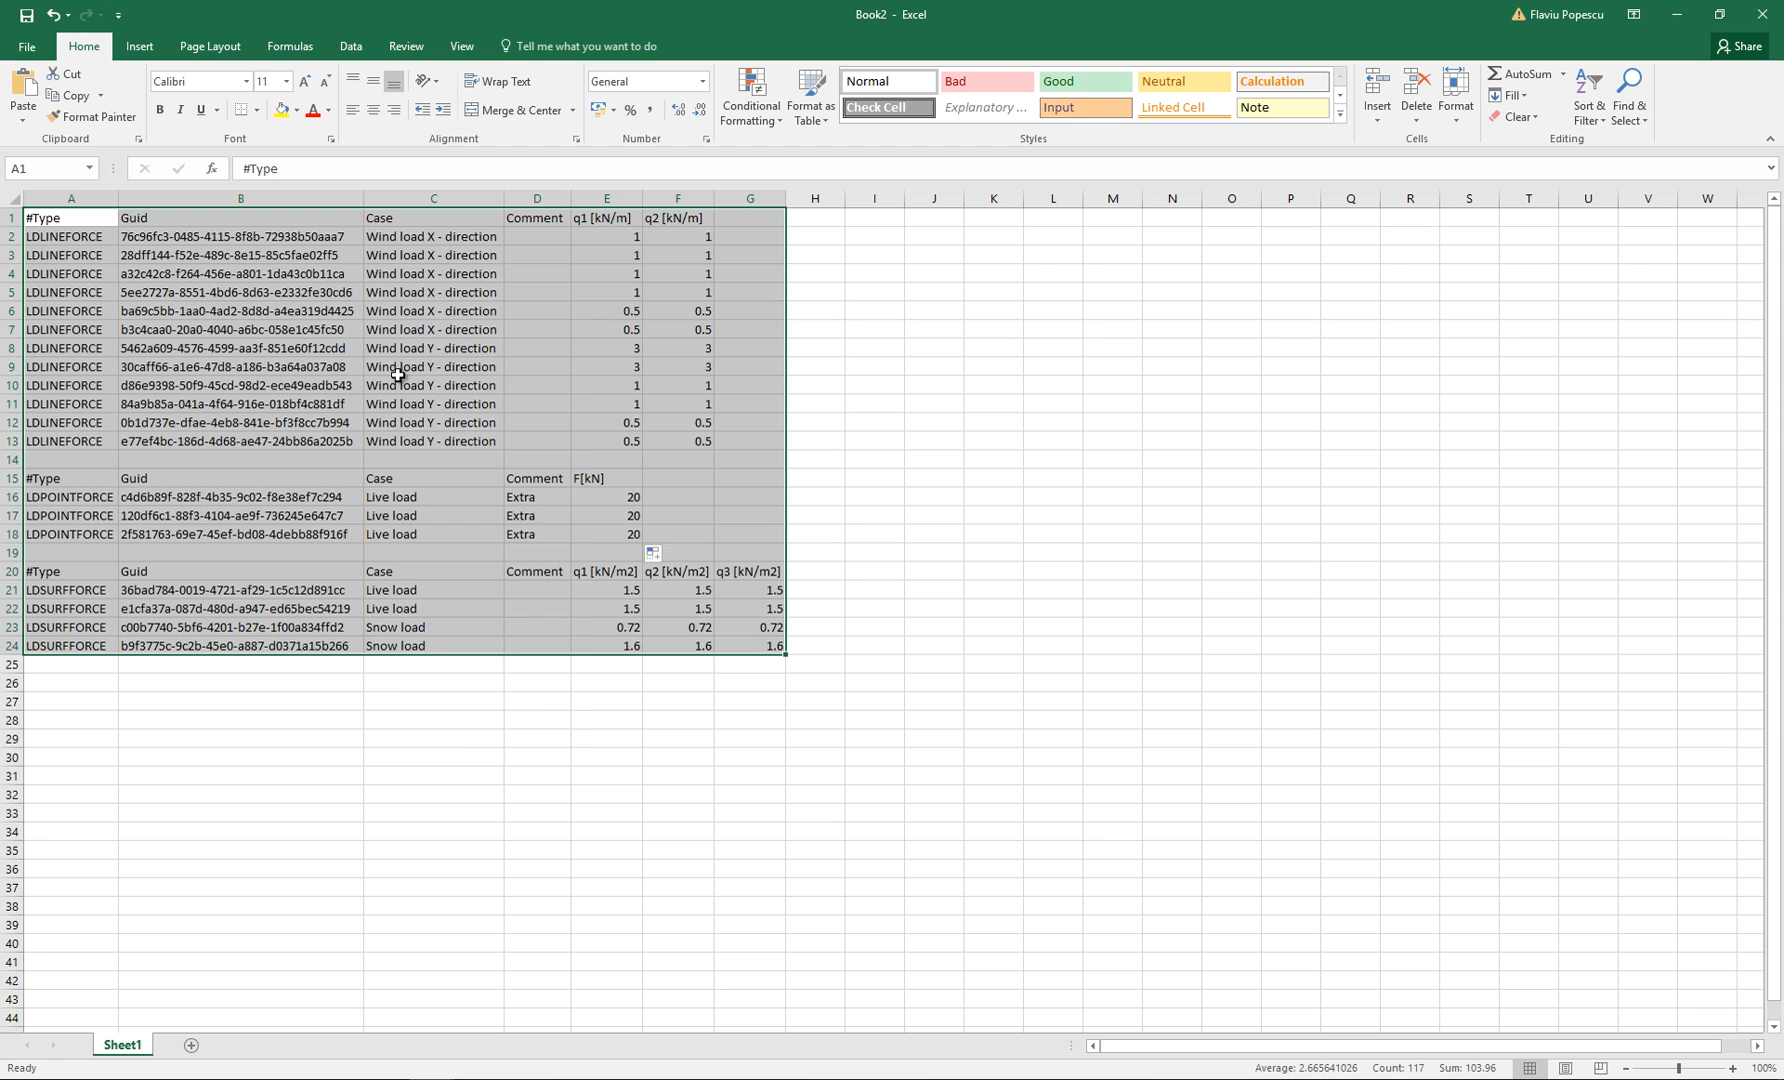 Book2 - Excel
Flaviu Popescu
File Home Insert Page Layout Formulas Data Review View Tell me what you want to do
Share
Paste
Cut
Copy
Format Painter
Clipboard
Calibri 11
B I U
Font
Wrap Text
Merge & Center
Alignment
General
Number
Conditional Formatting
Format as Table
Normal Bad Good Neutral Calculation
Check Cell Explanatory ... Input Linked Cell Note
Styles
Insert Delete Format
Cells
AutoSum
Fill
Clear
Sort & Filter
Find & Select
Editing
A1 fx #Type
A B C D E F G H I J K L M N O P Q R S T U V W
1 #Type Guid Case Comment q1 [kN/m] q2 [kN/m]
2 LDLINEFORCE 76c96fc3-0485-4115-8f8b-72938b50aaa7 Wind load X - direction 1 1
3 LDLINEFORCE 28dff144-f52e-489c-8e15-85c5fae02ff5 Wind load X - direction 1 1
4 LDLINEFORCE a32c42c8-f264-456e-a801-1da43c0b11ca Wind load X - direction 1 1
5 LDLINEFORCE 5ee2727a-8551-4bd6-8d63-e2332fe30cd6 Wind load X - direction 1 1
6 LDLINEFORCE ba69c5bb-1aa0-4ad2-8d8d-a4ea319d4425 Wind load X - direction 0.5 0.5
7 LDLINEFORCE b3c4caa0-20a0-4040-a6bc-058e1c45fc50 Wind load X - direction 0.5 0.5
8 LDLINEFORCE 5462a609-4576-4599-aa3f-851e60f12cdd Wind load Y - direction 3 3
9 LDLINEFORCE 30caff66-a1e6-47d8-a186-b3a64a037a08 Wind load Y - direction 3 3
10 LDLINEFORCE d86e9398-50f9-45cd-98d2-ece49eadb543 Wind load Y - direction 1 1
11 LDLINEFORCE 84a9b85a-041a-4f64-916e-018bf4c881df Wind load Y - direction 1 1
12 LDLINEFORCE 0b1d737e-dfae-4eb8-841e-bf3f8cc7b994 Wind load Y - direction 0.5 0.5
13 LDLINEFORCE e77ef4bc-186d-4d68-ae47-24bb86a2025b Wind load Y - direction 0.5 0.5
14
15 #Type Guid Case Comment F[kN]
16 LDPOINTFORCE c4d6b89f-828f-4b35-9c02-f8e38ef7c294 Live load Extra 20
17 LDPOINTFORCE 120df6c1-88f3-4104-ae9f-736245e647c7 Live load Extra 20
18 LDPOINTFORCE 2f581763-69e7-45ef-bd08-4debb88f916f Live load Extra 20
19
20 #Type Guid Case Comment q1 [kN/m2] q2 [kN/m2] q3 [kN/m2]
21 LDSURFFORCE 36bad784-0019-4721-af29-1c5c12d891cc Live load 1.5 1.5 1.5
22 LDSURFFORCE e1cfa37a-087d-480d-a947-ed65bec54219 Live load 1.5 1.5 1.5
23 LDSURFFORCE c00b7740-5bf6-4201-b27e-1f00a834ffd2 Snow load 0.72 0.72 0.72
24 LDSURFFORCE b9f3775c-9c2b-45e0-a887-d0371a15b266 Snow load 1.6 1.6 1.6
25
26
27
28
29
30
31
32
33
34
35
36
37
38
39
40
41
42
43
44
Sheet1
Ready
Average: 2.665641026 Count: 117 Sum: 103.96 100%